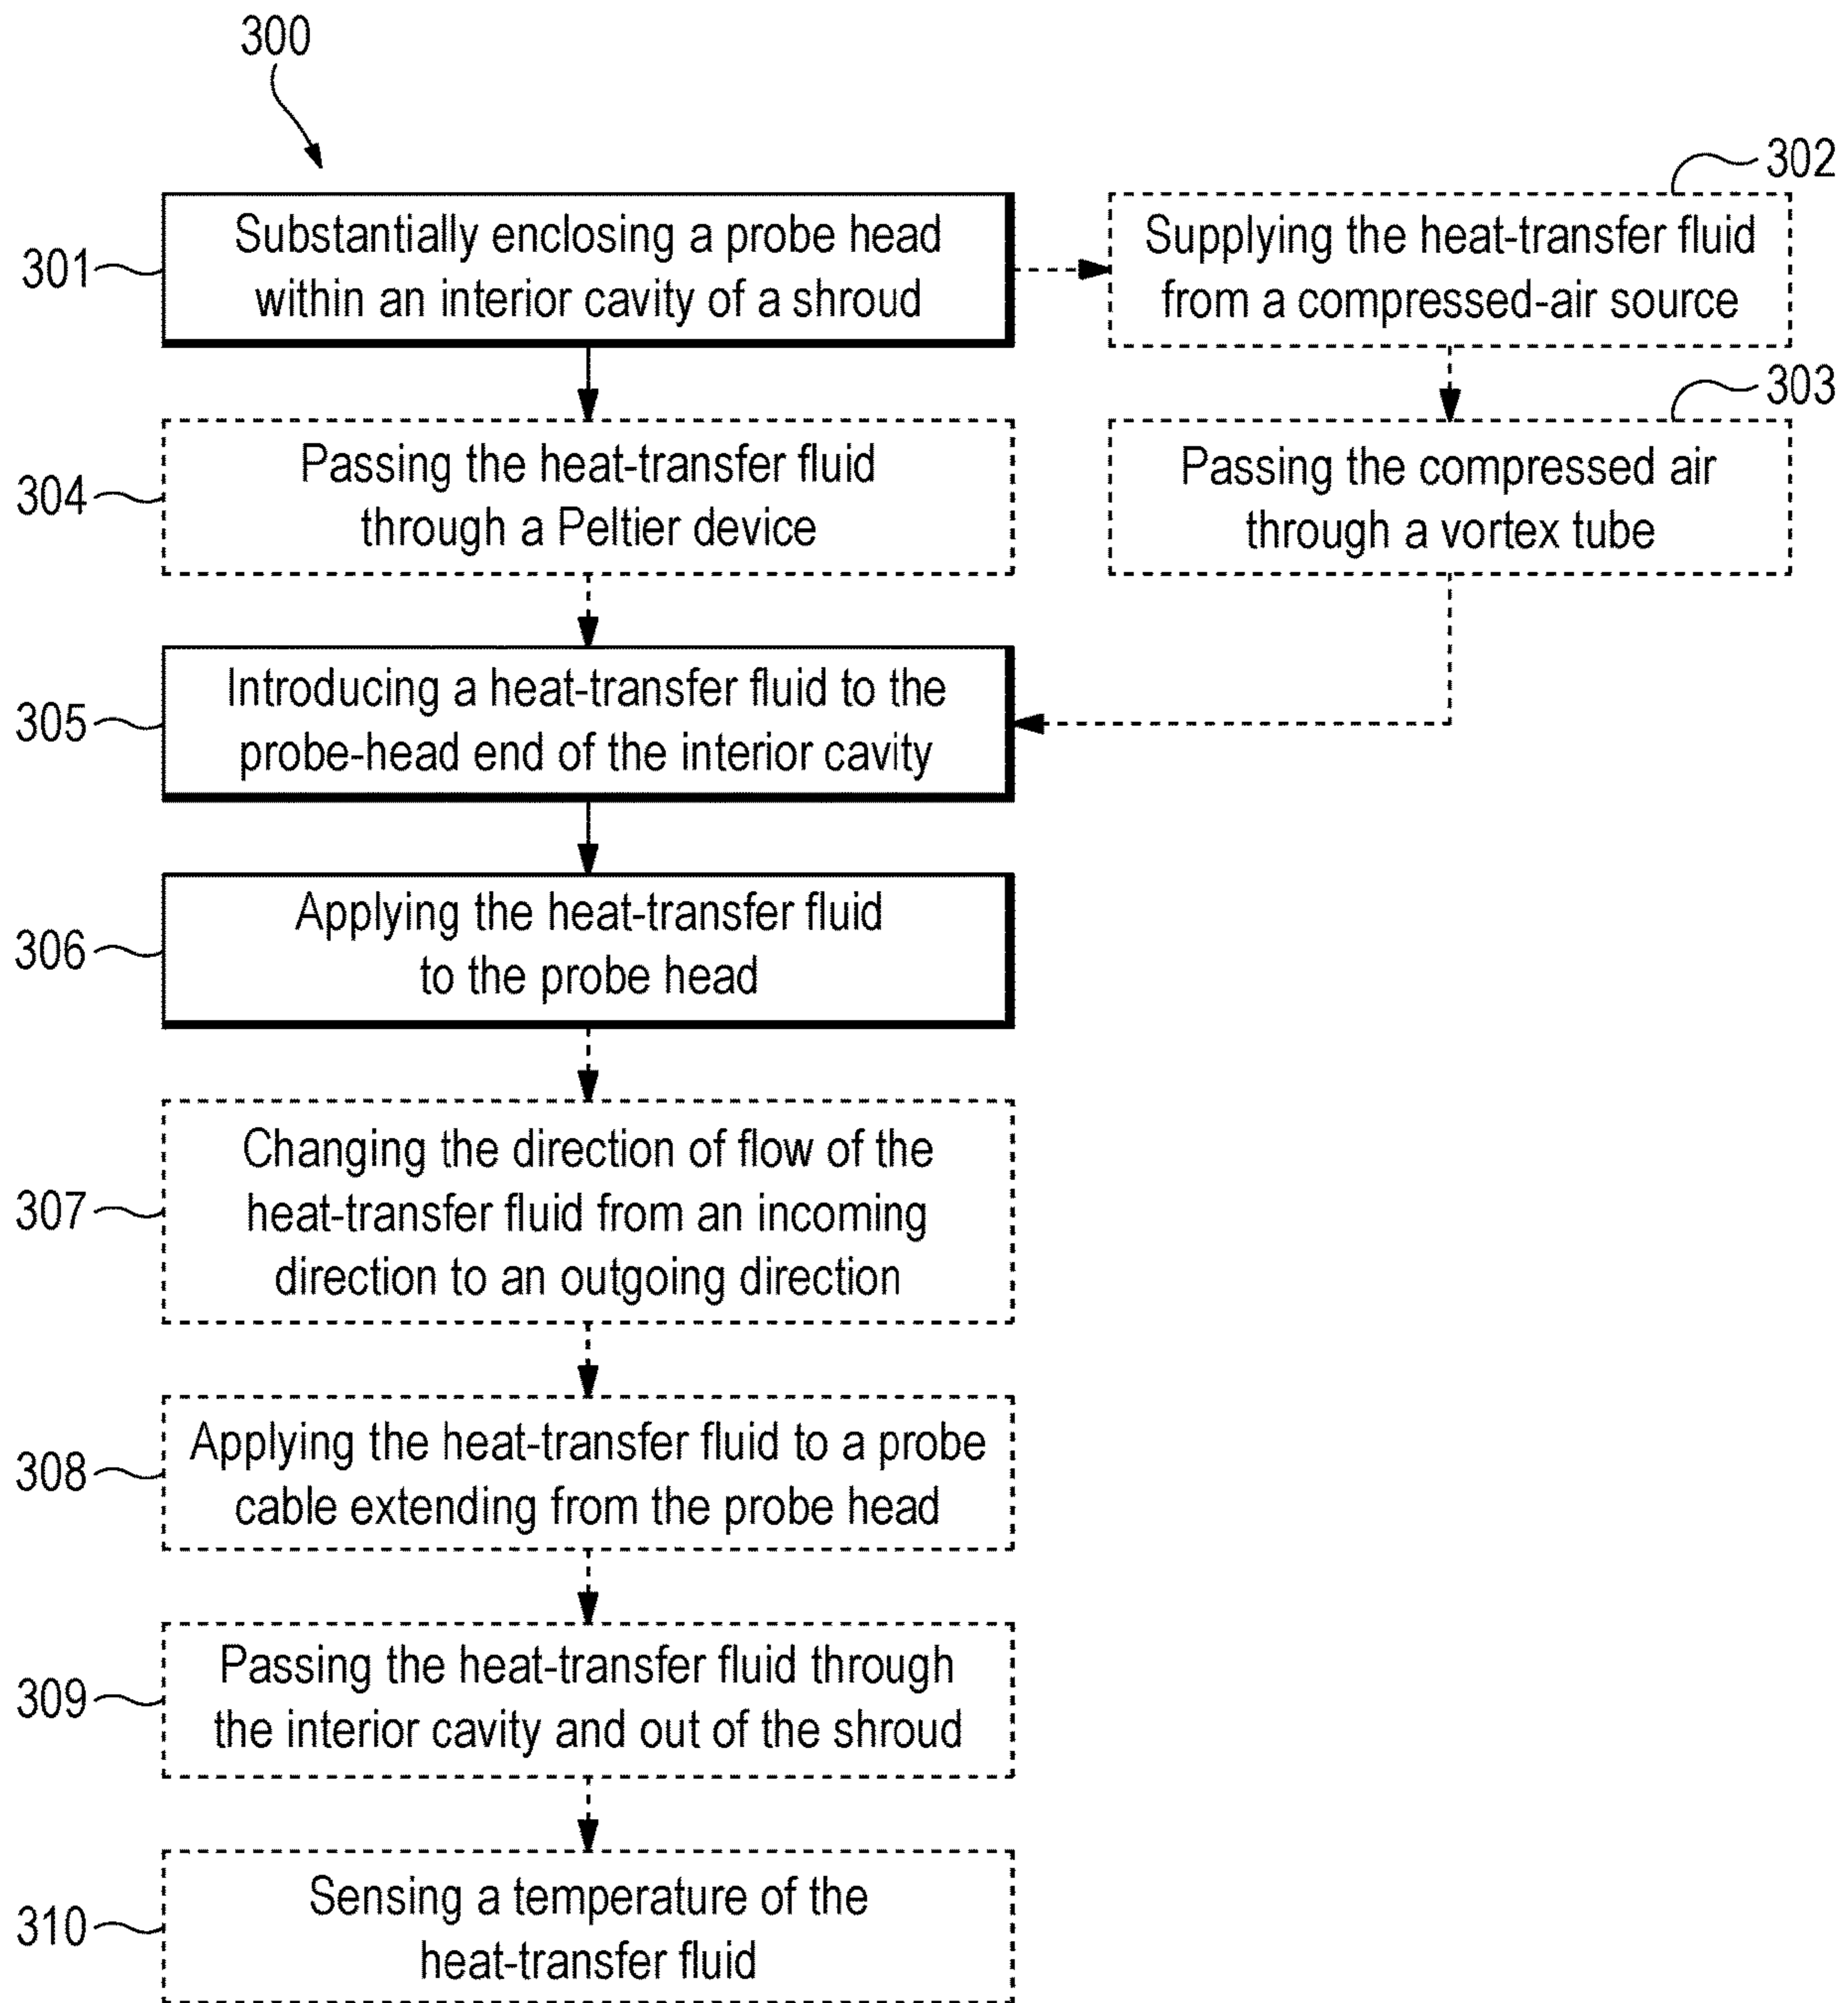 300
301
Substantially enclosing a probe head
within an interior cavity of a shroud
302
Supplying the heat-transfer fluid
from a compressed-air source
303
Passing the compressed air
through a vortex tube
304
Passing the heat-transfer fluid
through a Peltier device
305
Introducing a heat-transfer fluid to the
probe-head end of the interior cavity
306
Applying the heat-transfer fluid
to the probe head
307
Changing the direction of flow of the
heat-transfer fluid from an incoming
direction to an outgoing direction
308
Applying the heat-transfer fluid to a probe
cable extending from the probe head
309
Passing the heat-transfer fluid through
the interior cavity and out of the shroud
310
Sensing a temperature of the
heat-transfer fluid